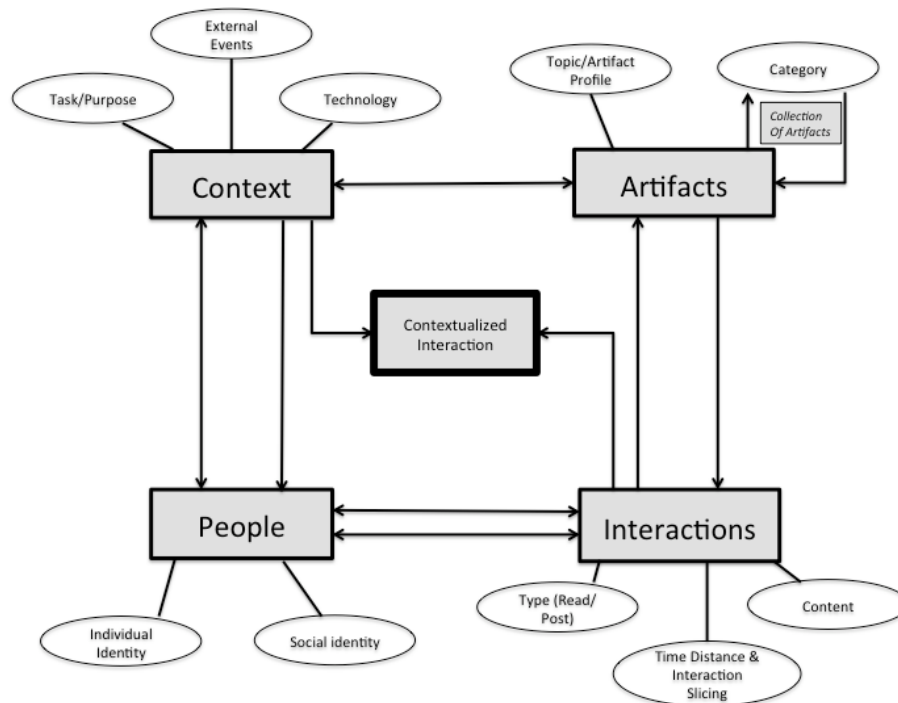 External
Events
Task/Purpose
Technology
Topic/Artifact
Profile
Category
Collection
Of Artifacts
Context
Artifacts
Contextualized
Interaction
People
Interactions
Individual
Identity
Social identity
Type (Read/
Post)
Content
Time Distance &
Interaction
Slicing